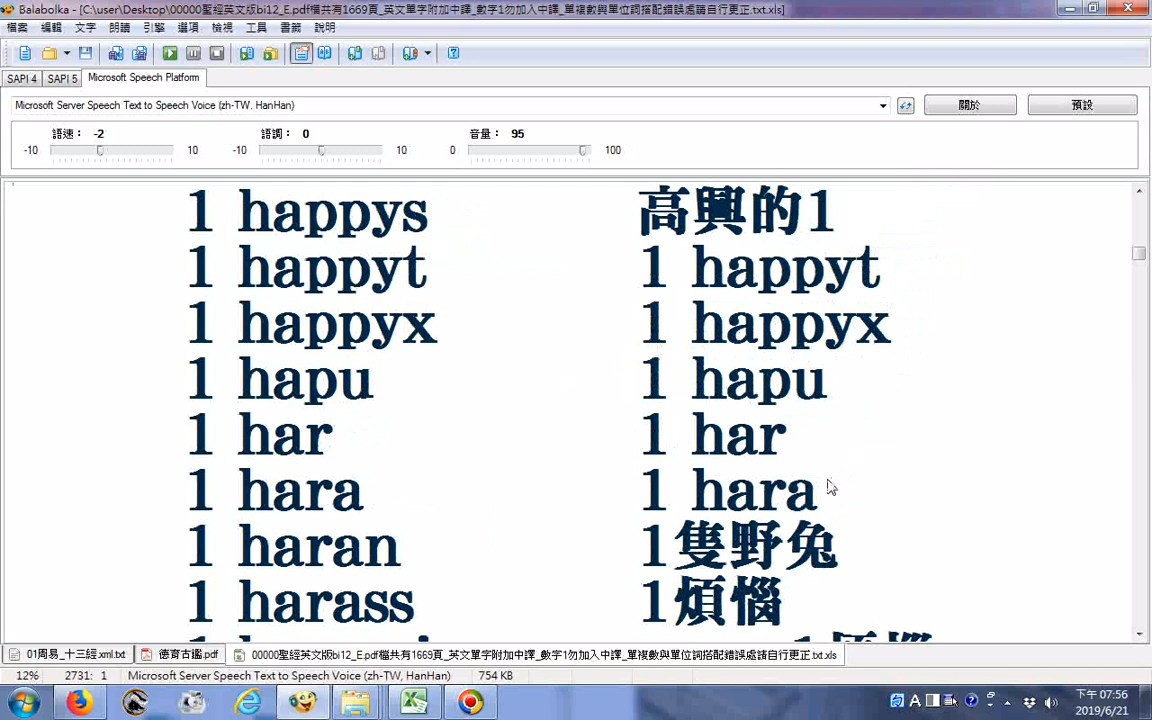 Balabolka - [C:\user\Desktop\00000聖經英文版bi12_E.pdf檔共有1669頁_英文單字附加中譯_數字1勿加入中譯_單複數與單位詞搭配錯誤處請自行更正.txt.xls]
檔案 編輯 文字 朗讀 引擎 選項 檢視 工具 書籤 說明
SAPI 4 SAPI 5 Microsoft Speech Platform
Microsoft Server Speech Text to Speech Voice (zh-TW, HanHan) 關於 預設
語速： -2 語調： 0 音量： 95
-10 10 -10 10 0 100
1 happys 高興的1
1 happyt 1 happyt
1 happyx 1 happyx
1 hapu 1 hapu
1 har 1 har
1 hara 1 hara
1 haran 1隻野兔
1 harass 1煩惱
01周易_十三經.xml.txt 德育古鑑.pdf 00000聖經英文版bi12_E.pdf檔共有1669頁_英文單字附加中譯_數字1勿加入中譯_單複數與單位詞搭配錯誤處請自行更正.txt.xls
12% 2731: 1 Microsoft Server Speech Text to Speech Voice (zh-TW, HanHan) 754 KB
下午 07:56
2019/6/21